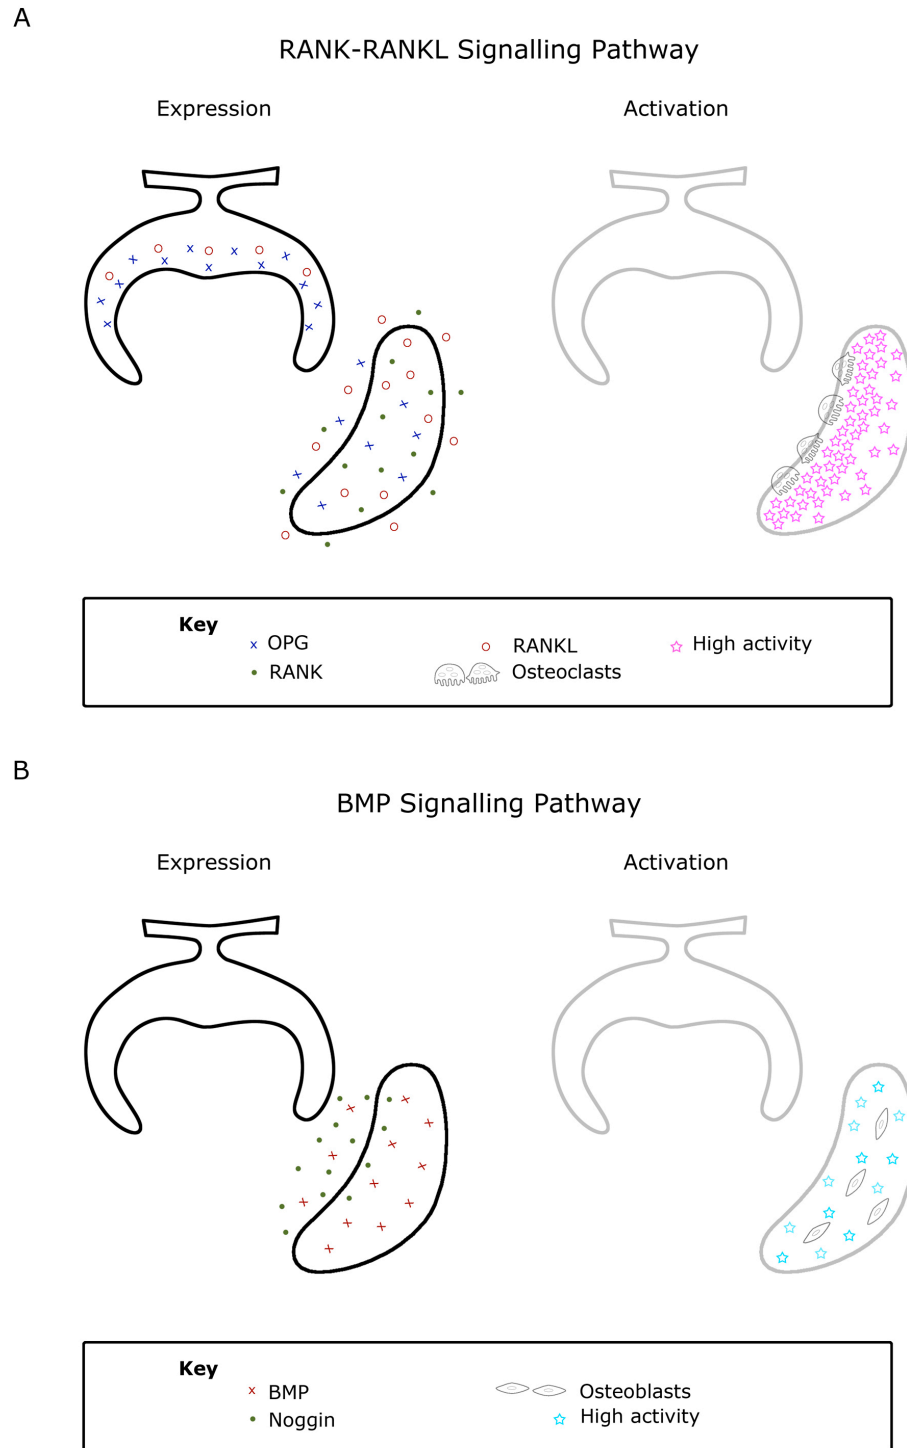 A
RANK-RANKL Signalling Pathway
Expression
Activation
Key
x OPG
RANKL
High activity
RANK
Osteoclasts
B
BMP Signalling Pathway
Expression
Activation
Key
x BMP
Osteoblasts
Noggin
High activity